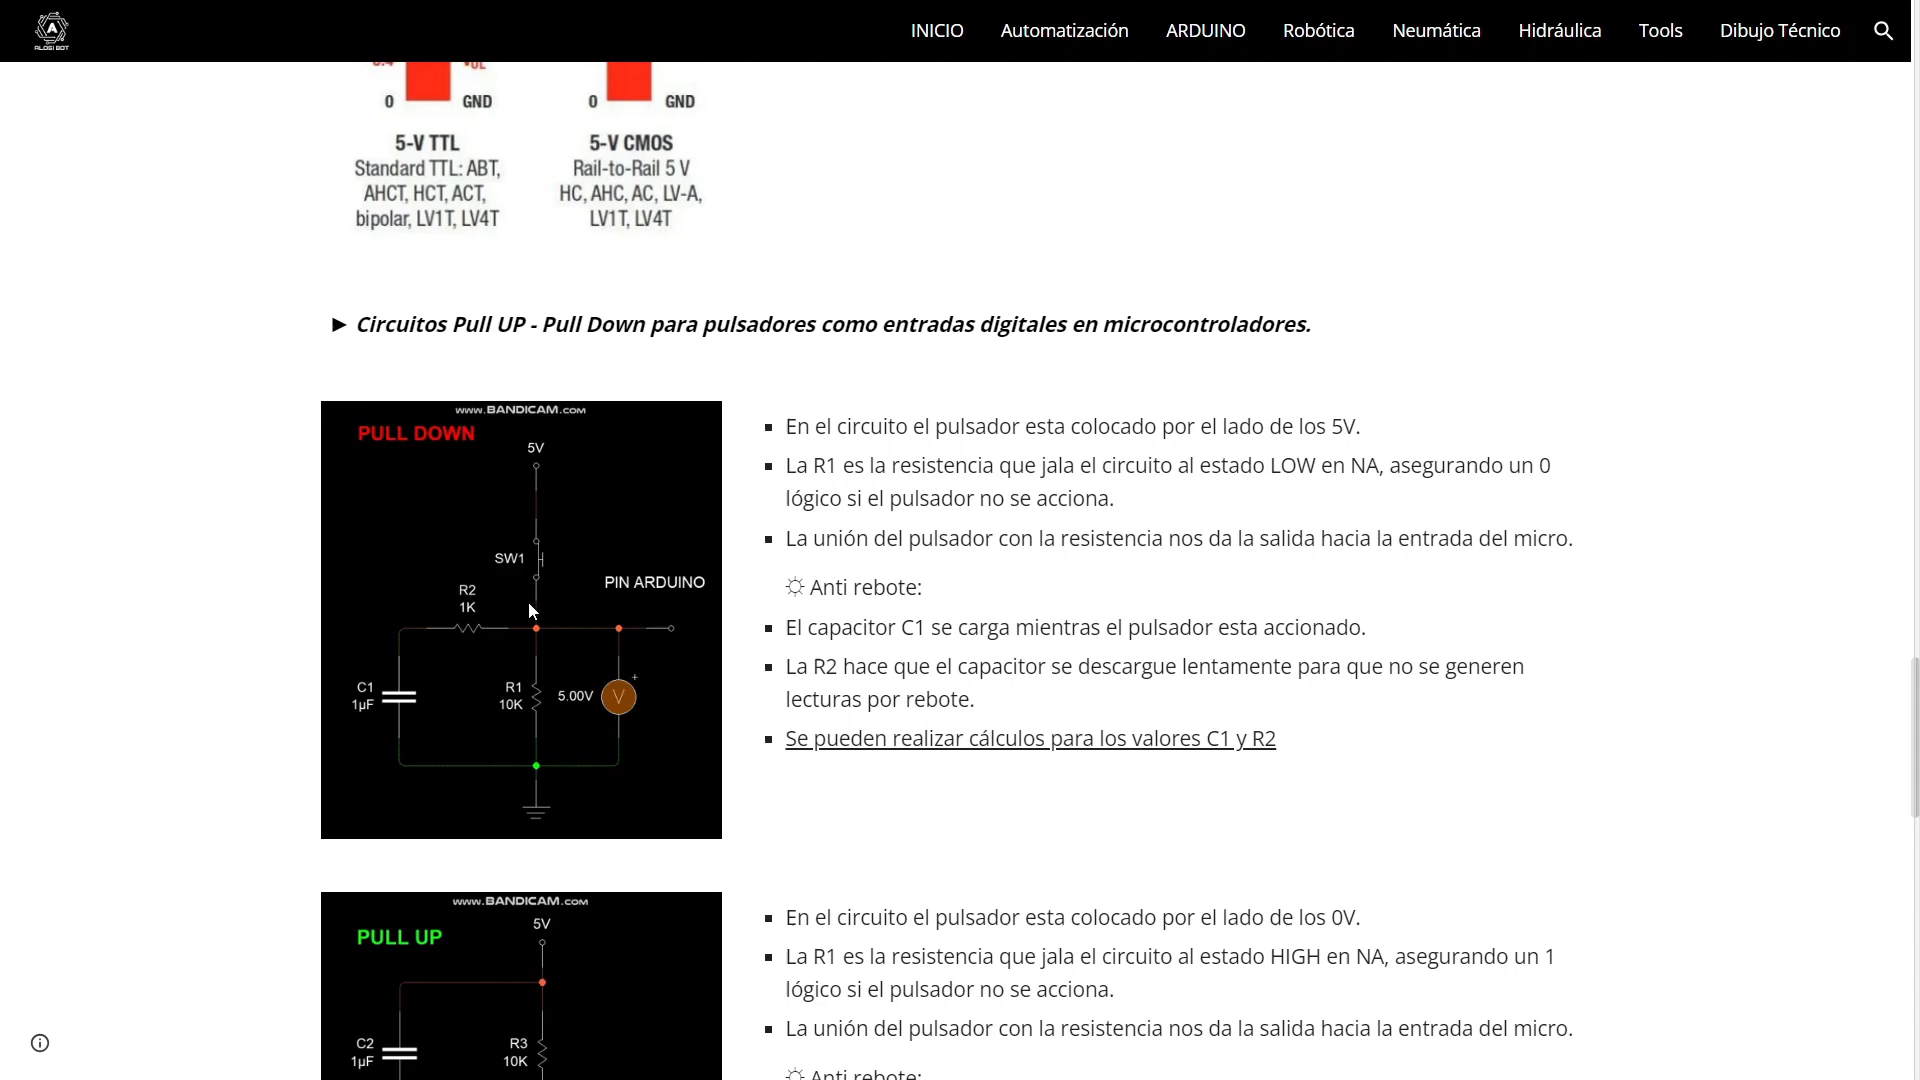 ALOSI BOT
INICIO Automatización ARDUINO Robótica Neumática Hidráulica Tools Dibujo Técnico
0 GND
0 GND
5-V TTL
Standard TTL: ABT,
AHCT, HCT, ACT,
bipolar, LV1T, LV4T
5-V CMOS
Rail-to-Rail 5 V
HC, AHC, AC, LV-A,
LV1T, LV4T
► Circuitos Pull UP - Pull Down para pulsadores como entradas digitales en microcontroladores.
www.BANDICAM.com
PULL DOWN
5V
SW1
PIN ARDUINO
R2
1K
C1
1µF
R1
10K
5.00V
V
+
▪ En el circuito el pulsador esta colocado por el lado de los 5V.
▪ La R1 es la resistencia que jala el circuito al estado LOW en NA, asegurando un 0
lógico si el pulsador no se acciona.
▪ La unión del pulsador con la resistencia nos da la salida hacia la entrada del micro.
☼ Anti rebote:
▪ El capacitor C1 se carga mientras el pulsador esta accionado.
▪ La R2 hace que el capacitor se descargue lentamente para que no se generen
lecturas por rebote.
▪ Se pueden realizar cálculos para los valores C1 y R2
www.BANDICAM.com
PULL UP
5V
C2
1µF
R3
10K
▪ En el circuito el pulsador esta colocado por el lado de los 0V.
▪ La R1 es la resistencia que jala el circuito al estado HIGH en NA, asegurando un 1
lógico si el pulsador no se acciona.
▪ La unión del pulsador con la resistencia nos da la salida hacia la entrada del micro.
☼ Anti rebote: